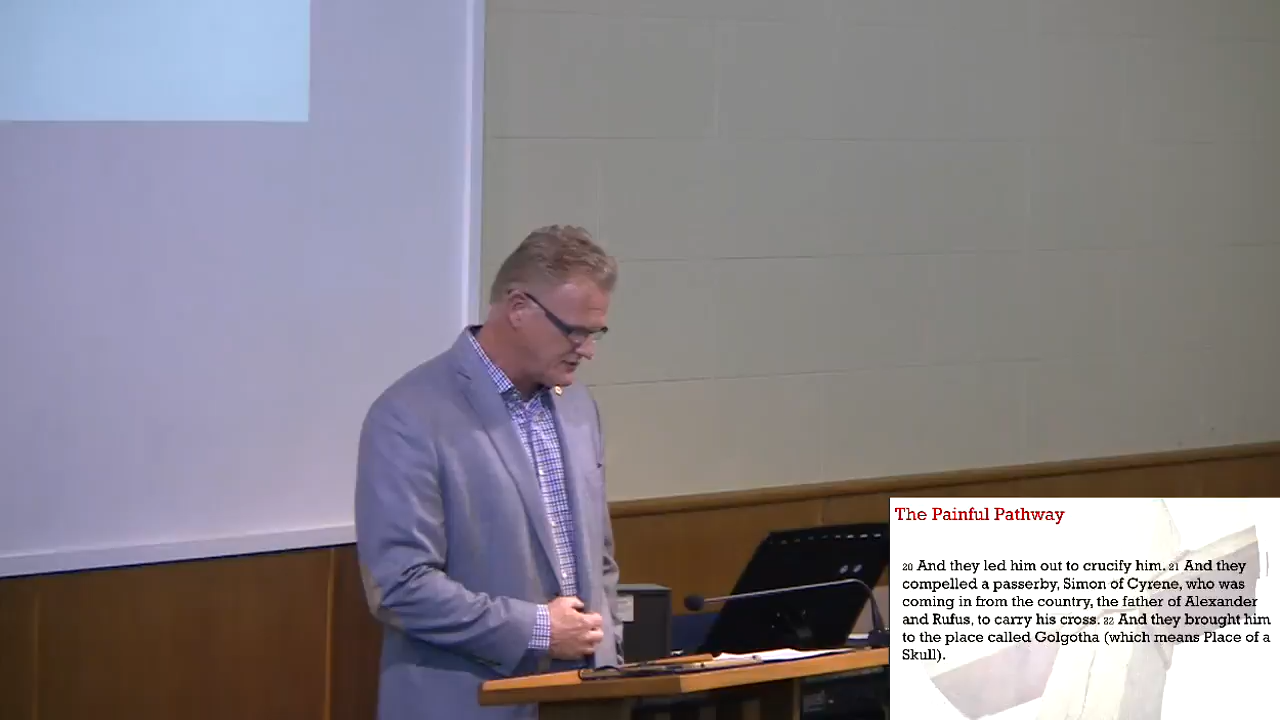 The Painful Pathway
20 And they led him out to crucify him. 21 And they
compelled a passerby, Simon of Cyrene, who was
coming in from the country, the father of Alexander
and Rufus, to carry his cross. 22 And they brought him
to the place called Golgotha (which means Place of a
Skull).